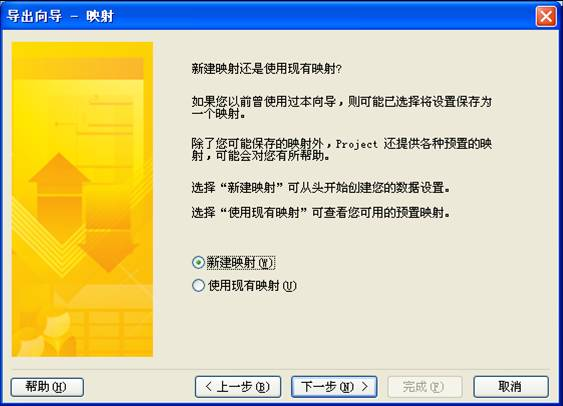 导出向导 - 映射
新建映射还是使用现有映射?
如果您以前曾使用过本向导，则可能已选择将设置保存为
一个映射。
除了您可能保存的映射外，Project 还提供各种预置的映
射，可能会对您有所帮助。
选择“新建映射”可从头开始创建您的数据设置。
选择“使用现有映射”可查看您可用的预置映射。
新建映射(W)
使用现有映射(U)
帮助(H)
< 上一步(B)
下一步(N) >
完成(F)
取消